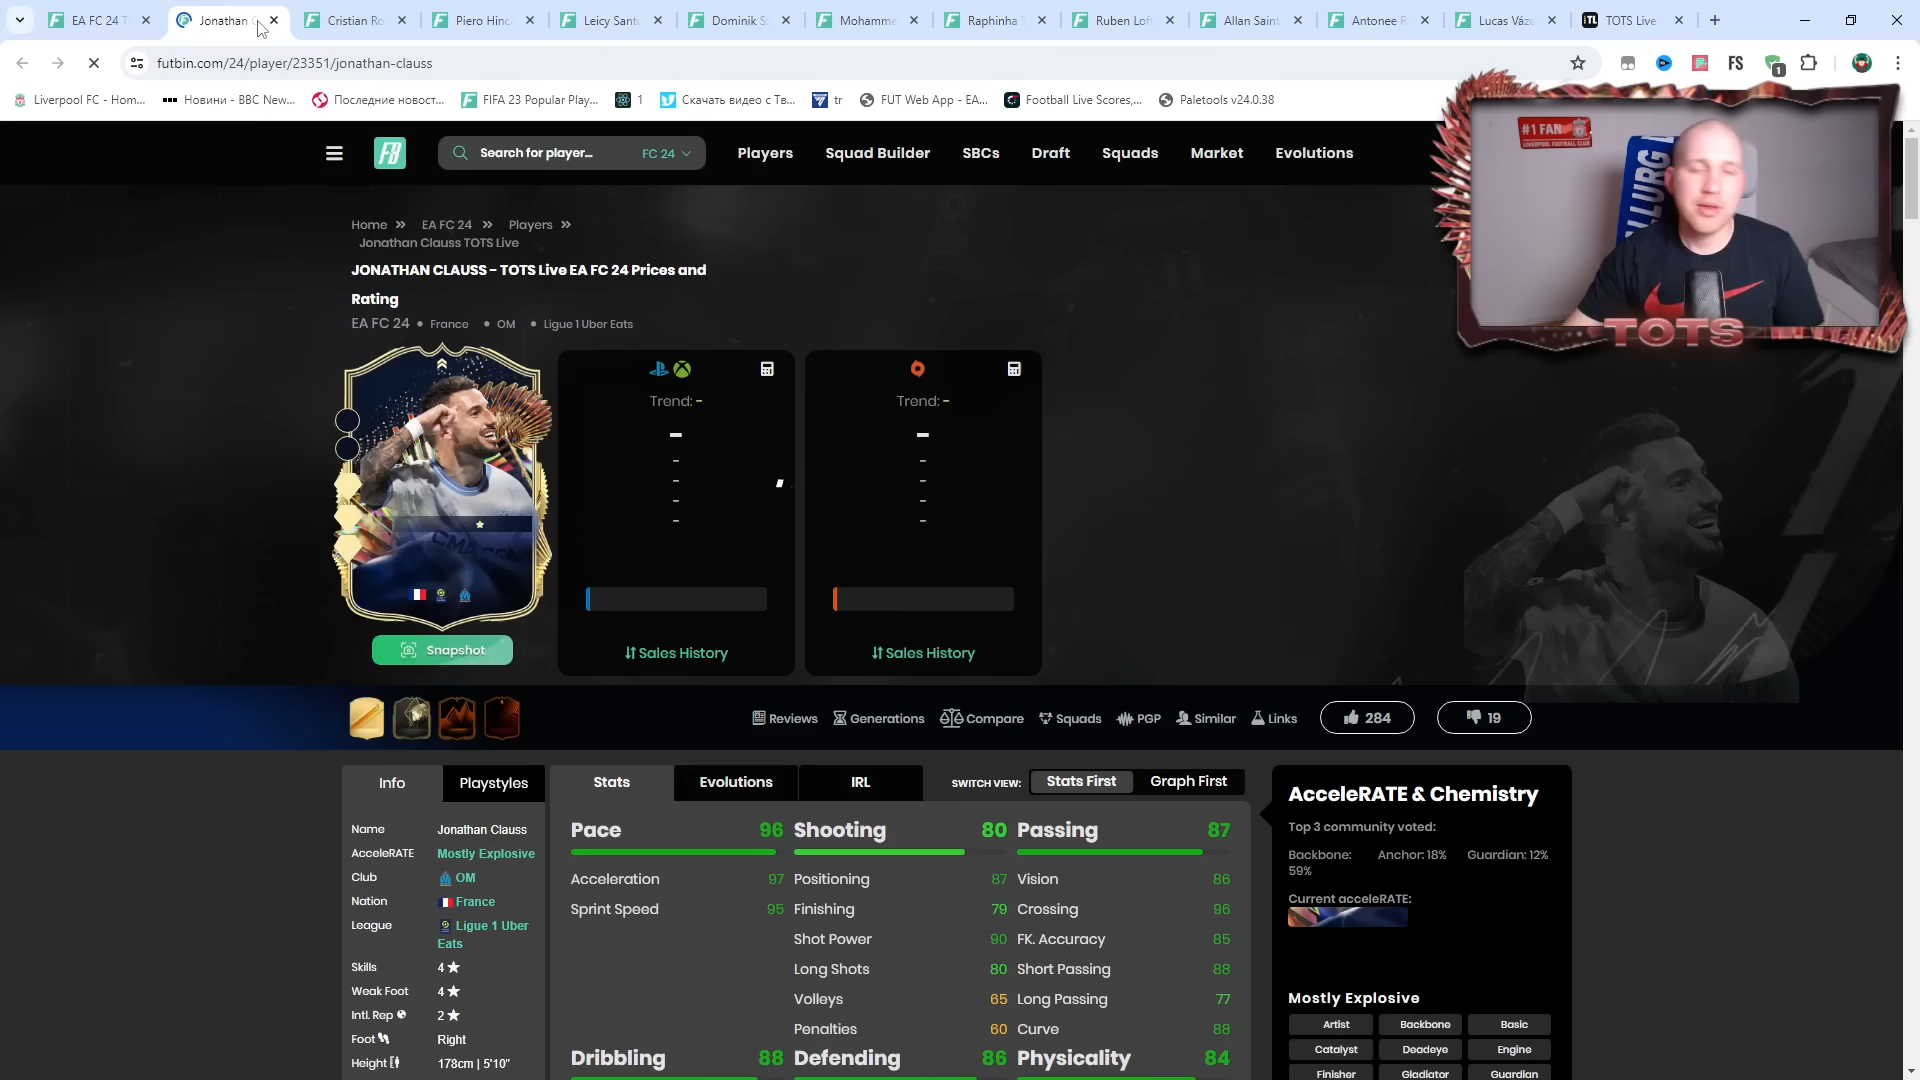 EA FC 24 T
Jonathan C
Cristian Ro
Piero Hinca
Leicy Santo
Dominik S
Mohamme
Raphinha T
Ruben Loft
Allan Saint
Antonee R
Lucas Vázq
TOTS Live
futbin.com/24/player/23351/jonathan-clauss
FS
1
Liverpool FC - Hom...
Новини - BBC New...
Последние новост...
FIFA 23 Popular Play...
1
Скачать видео с Тв...
tr
FUT Web App - EA...
Football Live Scores,...
Paletools v24.0.38
#1 FAN
LIVERPOOL FOOTBALL CLUB
TOTS
Search for player...
FC 24
Players
Squad Builder
SBCs
Draft
Squads
Market
Evolutions
Home » EA FC 24 » Players »
Jonathan Clauss TOTS Live
JONATHAN CLAUSS - TOTS Live EA FC 24 Prices and
Rating
EA FC 24 • France • OM • Ligue 1 Uber Eats
Trend: -
-
-
-
-
-
Sales History
Trend: -
-
-
-
-
-
Sales History
Snapshot
Reviews
Generations
Compare
Squads
PGP
Similar
Links
284
19
Info
Playstyles
Name Jonathan Clauss
AcceleRATE Mostly Explosive
Club OM
Nation France
League Ligue 1 Uber
Eats
Skills 4
Weak Foot 4
Intl. Rep 2
Foot Right
Height 178cm | 5'10"
Stats
Evolutions
IRL
SWITCH VIEW:
Stats First
Graph First
Pace 96
Acceleration 97
Sprint Speed 95
Shooting 80
Positioning 87
Finishing 79
Shot Power 90
Long Shots 80
Volleys 65
Penalties 60
Passing 87
Vision 86
Crossing 96
FK. Accuracy 85
Short Passing 88
Long Passing 77
Curve 88
Dribbling 88
Defending 86
Physicality 84
AcceleRATE & Chemistry
Top 3 community voted:
Backbone: Anchor: 18% Guardian: 12%
59%
Current acceleRATE:
Mostly Explosive
Artist
Backbone
Basic
Catalyst
Deadeye
Engine
Finisher
Gladiator
Guardian